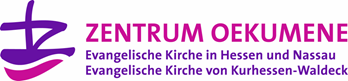 ZENTRUM OEKUMENE
Evangelische Kirche in Hessen und Nassau
Evangelische Kirche von Kurhessen-Waldeck